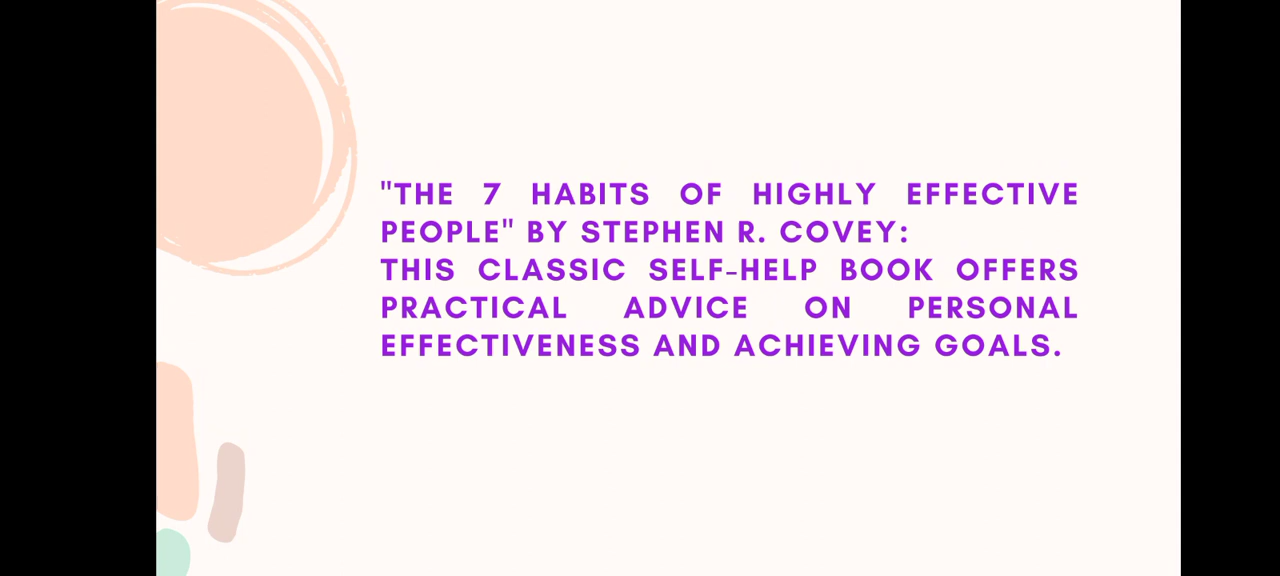 "THE 7 HABITS OF HIGHLY EFFECTIVE
PEOPLE" BY STEPHEN R. COVEY:
THIS CLASSIC SELF-HELP BOOK OFFERS
PRACTICAL ADVICE ON PERSONAL
EFFECTIVENESS AND ACHIEVING GOALS.